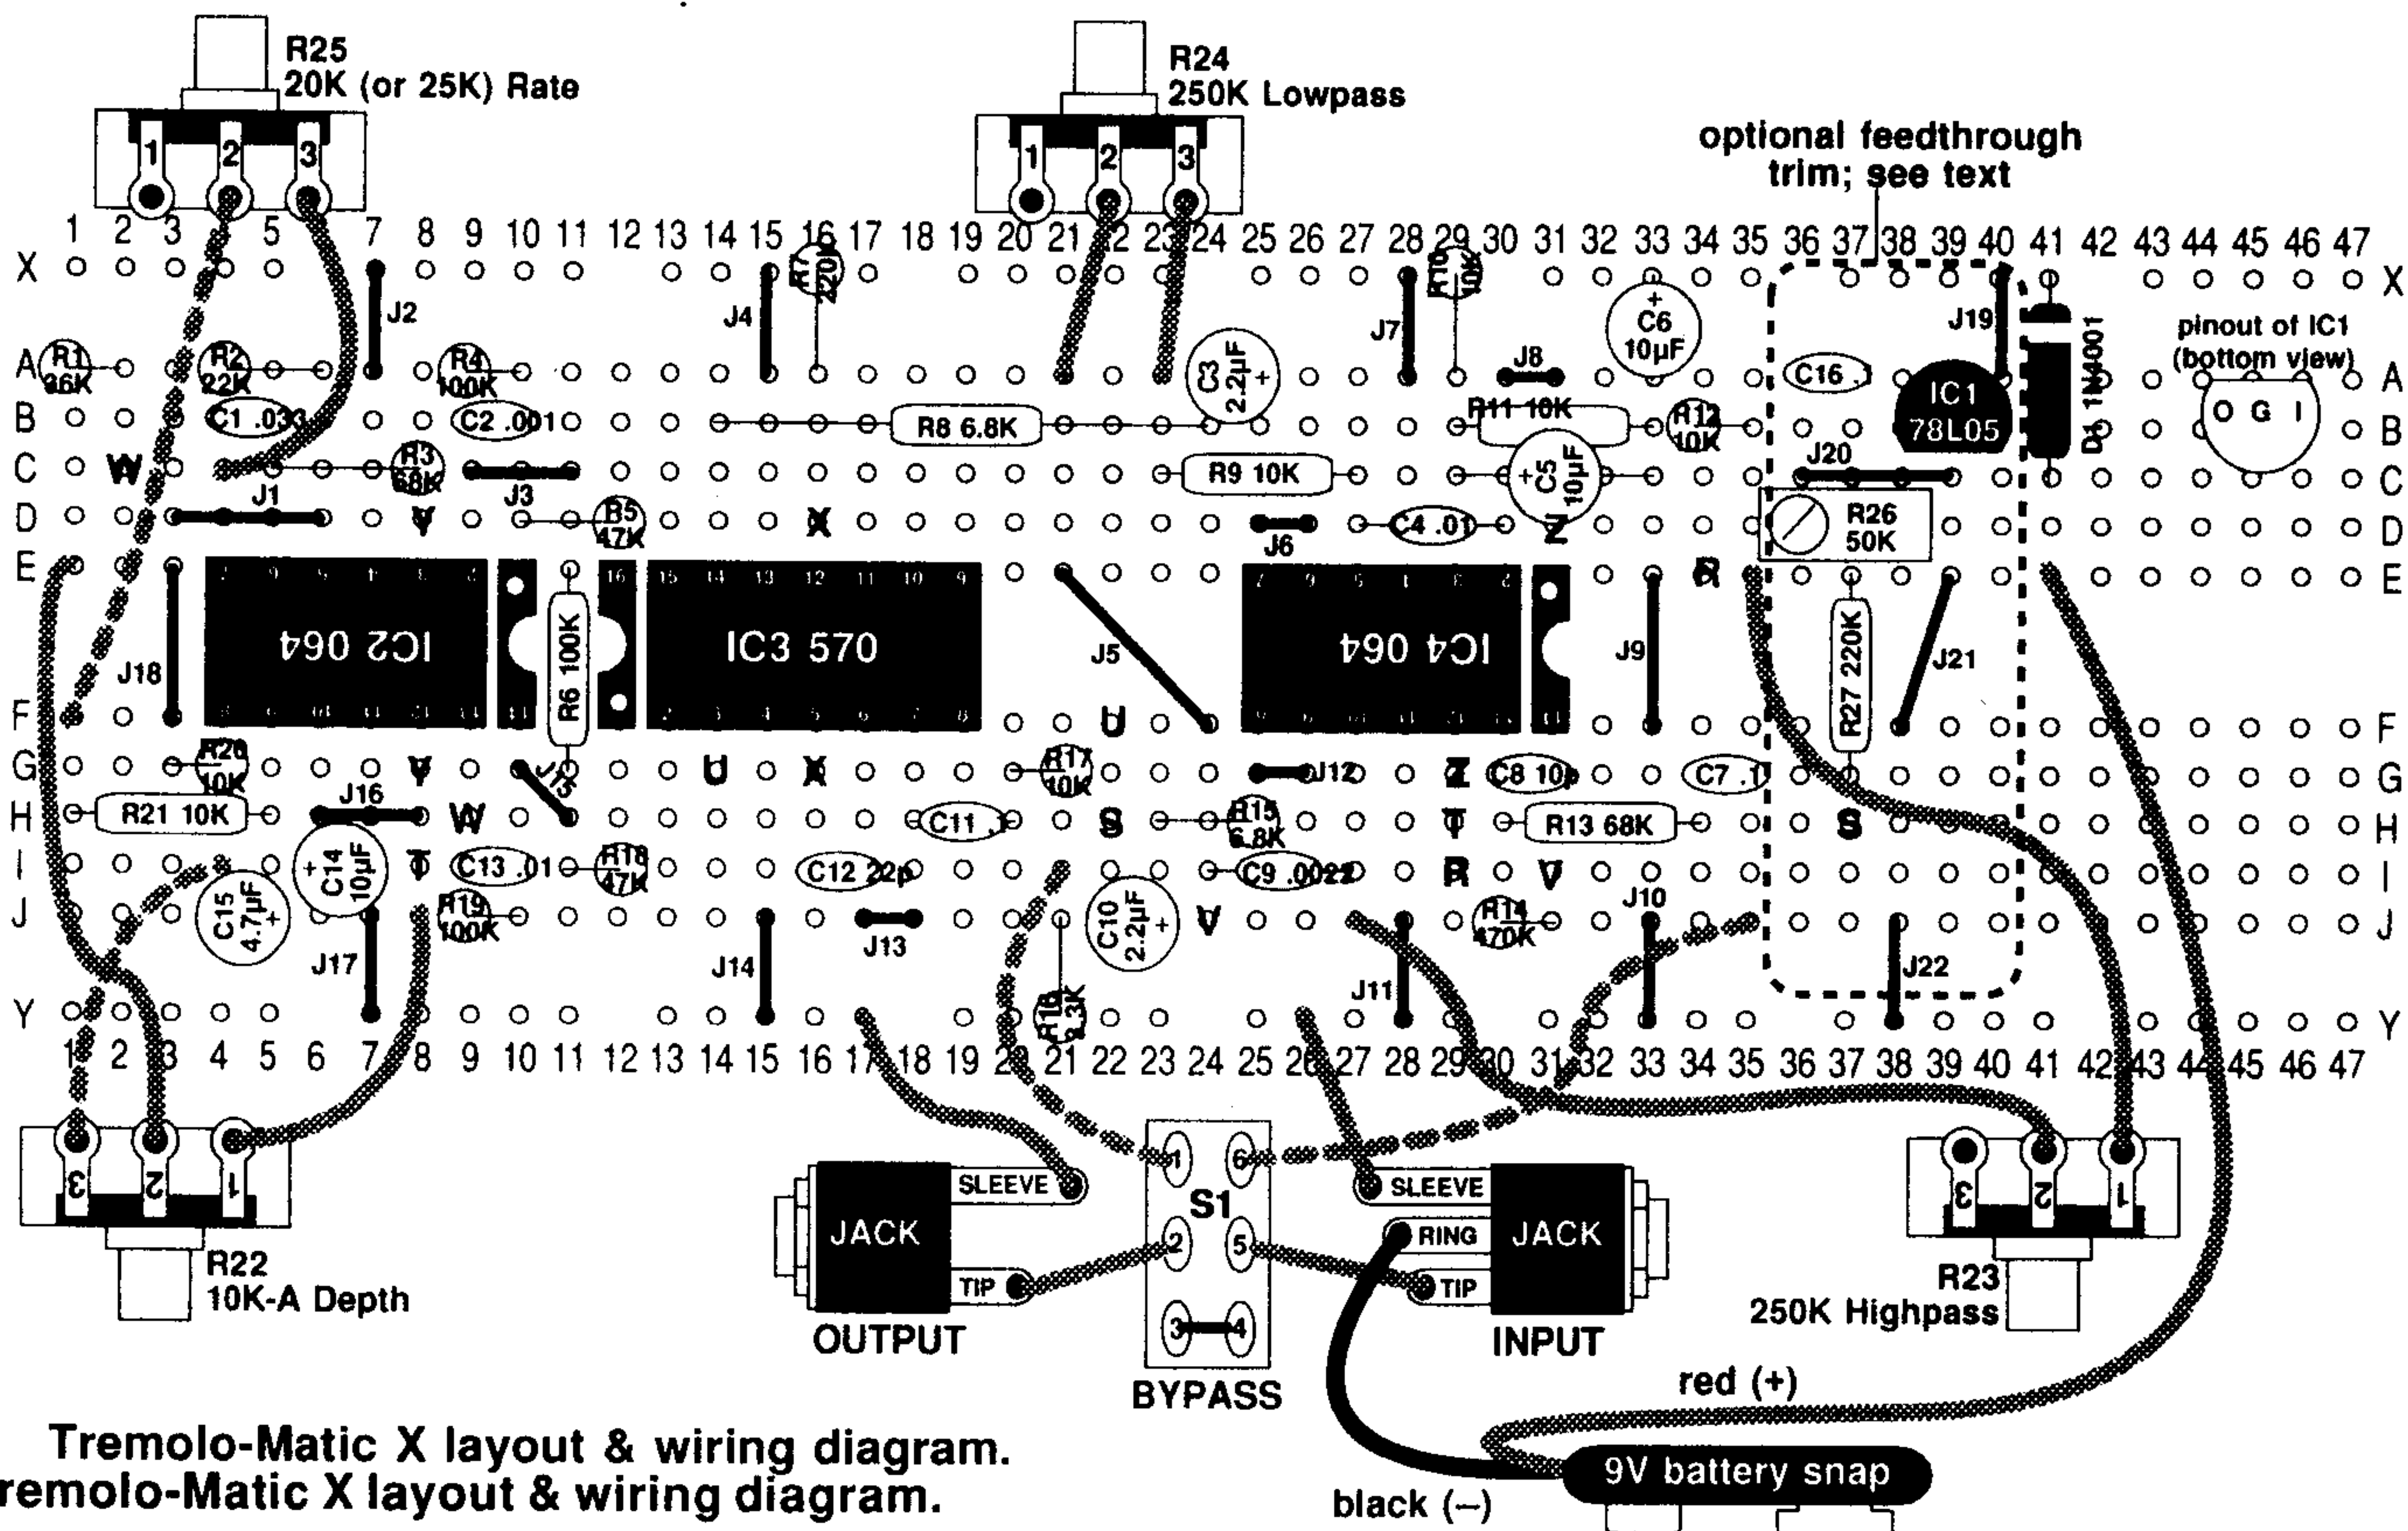 R25
20K (or 25K) Rate
R24
250K Lowpass
optional feedthrough
trim; see text
1 2 3
1 2 3
1 2 3 5 7 8 9 10 11 12 13 14 15 16 17 18 19 20 21 22 23 24 25 26 27 28 29 30 31 32 33 34 35 36 37 38 39 40 41 42 43 44 45 46 47
X X
J2
J4
R7
220K
J7
R10
10K
+
C6
10µF
J19
D1 1N4001
pinout of IC1
(bottom view)
A A
R1
36K
R2
22K
R4
100K
C3
2.2µF
+
J8
C16 .1
IC1
78L05
O G I
B B
C1 .033
C2 .001
R8 6.8K
R11 10K
R12
10K
C C
W
R3
68K
J3
R9 10K
+
C5
10µF
J20
D D
J1
V
R5
47K
X
J6
C4 .01
Z
R26
50K
E E
R
16 15 14 13 12 11 10 9
J18
IC2 064
R6 100K
IC3 570
J5
IC4 064
J9
R27 220K
J21
2 3 4 5 6 7 8
F F
U
G G
R20
10K
V
J15
U
X
R17
10K
J12
Z
C8 10p
C7 .1
H H
R21 10K
J16
W
C11 .1
S
R15
6.8K
T
R13 68K
S
I I
+
C14
10µF
T
C13 .01
R18
47K
C12 22p
C9 .0022
R
V
J J
C15
4.7µF
+
R19
100K
J13
C10
2.2µF
+
V
R14
470K
J10
J17
J14
J11
J22
Y Y
R16
3.3K
1 2 3 4 5 6 7 8 9 10 11 12 13 14 15 16 17 18 19 20 21 22 23 24 25 26 27 28 29 30 31 32 33 34 35 36 37 38 39 40 41 42 43 44 45 46 47
3 2 1
R22
10K-A Depth
JACK
SLEEVE
TIP
OUTPUT
1 6
S1
2 5
3 4
BYPASS
SLEEVE
RING
TIP
JACK
INPUT
3 2 1
R23
250K Highpass
red (+)
9V battery snap
black (–)
Tremolo-Matic X layout & wiring diagram.
remolo-Matic X layout & wiring diagram.